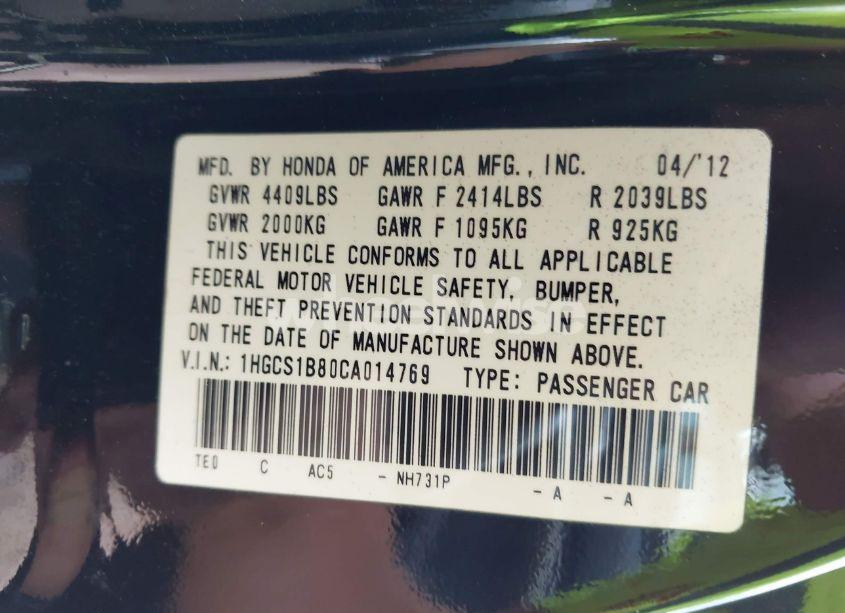 MFD. BY HONDA OF AMERICA MFG., INC. 04/'12
GVWR 4409LBS GAWR F 2414LBS R 2039LBS
GVWR 2000KG GAWR F 1095KG R 925KG
THIS VEHICLE CONFORMS TO ALL APPLICABLE
FEDERAL MOTOR VEHICLE SAFETY, BUMPER,
AND THEFT PREVENTION STANDARDS IN EFFECT
ON THE DATE OF MANUFACTURE SHOWN ABOVE.
V.I.N.: 1HGCS1B80CA014769 TYPE: PASSENGER CAR
TE0 C AC5 - NH731P - A - A